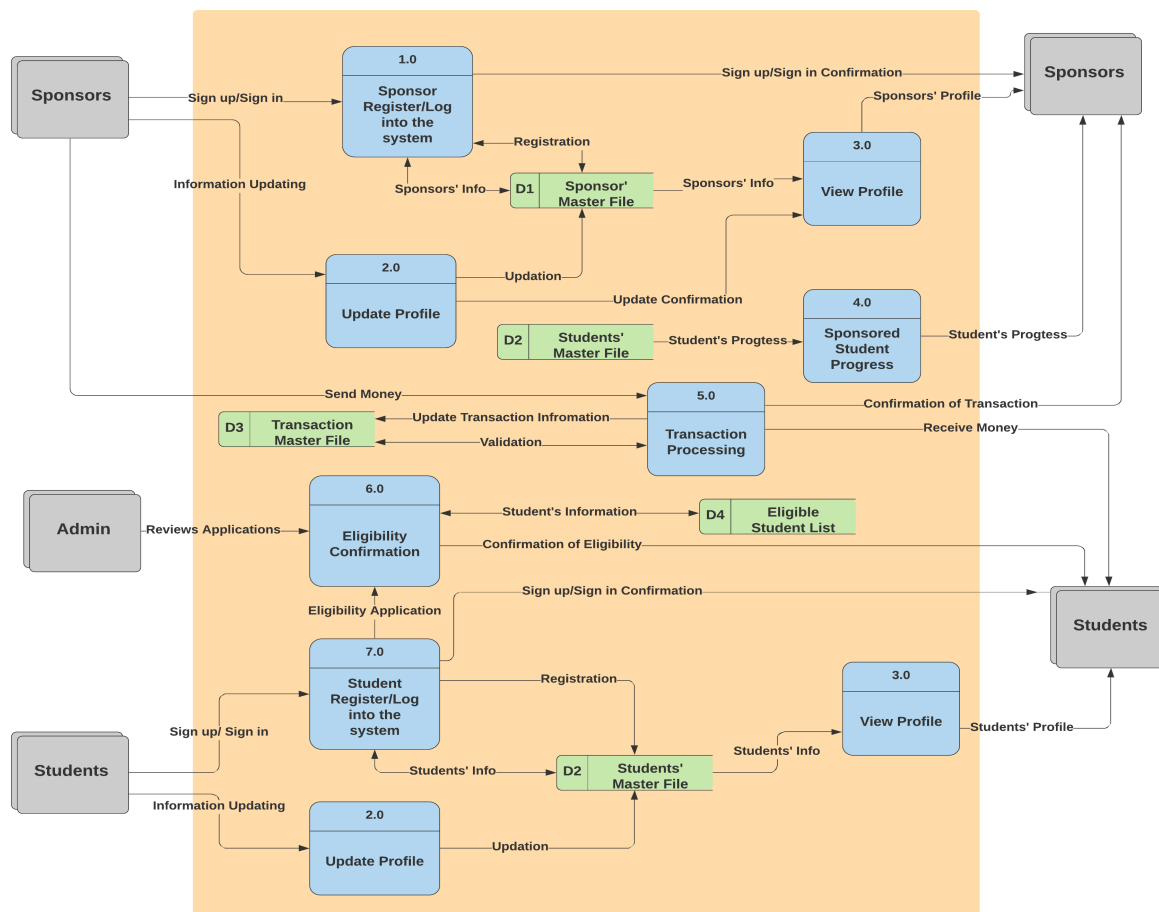 1.0
Sponsors
Sign up/Sign in
Sponsor
Register/Log
into the
system
Sign up/Sign in Confirmation
Sponsors
Sponsors' Profile
Registration
3.0
View Profile
Information Updating
Sponsors' Info
D1
Sponsor'
Master File
Sponsors' Info
2.0
Update Profile
Updation
Update Confirmation
4.0
Sponsored
Student
Progress
D2
Students'
Master File
Student's Progtess
Student's Progtess
Send Money
5.0
Transaction
Processing
Confirmation of Transaction
D3
Transaction
Master File
Update Transaction Infromation
Validation
Receive Money
6.0
Eligibility
Confirmation
Admin
Reviews Applications
Student's Information
D4
Eligible
Student List
Confirmation of Eligibility
Sign up/Sign in Confirmation
Eligibility Application
Students
7.0
Student
Register/Log
into the
system
Registration
3.0
View Profile
Students' Profile
Sign up/ Sign in
Students
Students' Info
D2
Students'
Master File
Students' Info
Information Updating
2.0
Update Profile
Updation